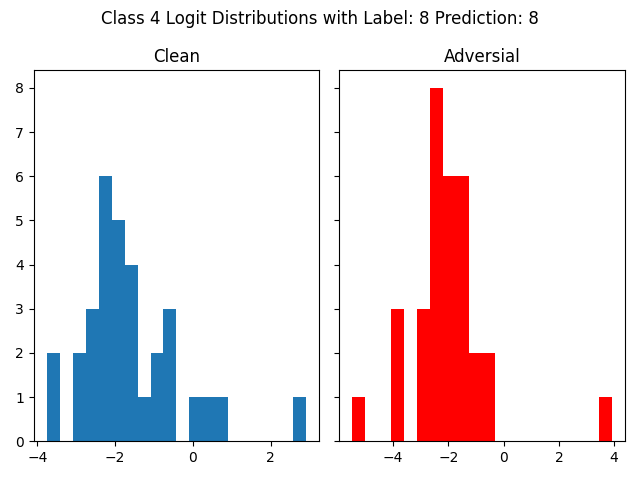 Class 4 Logit Distributions with Label: 8 Prediction: 8
Clean
Adversial
8
7
6
5
4
3
2
1
0
−4 −2 0 2
−4 −2 0 2 4